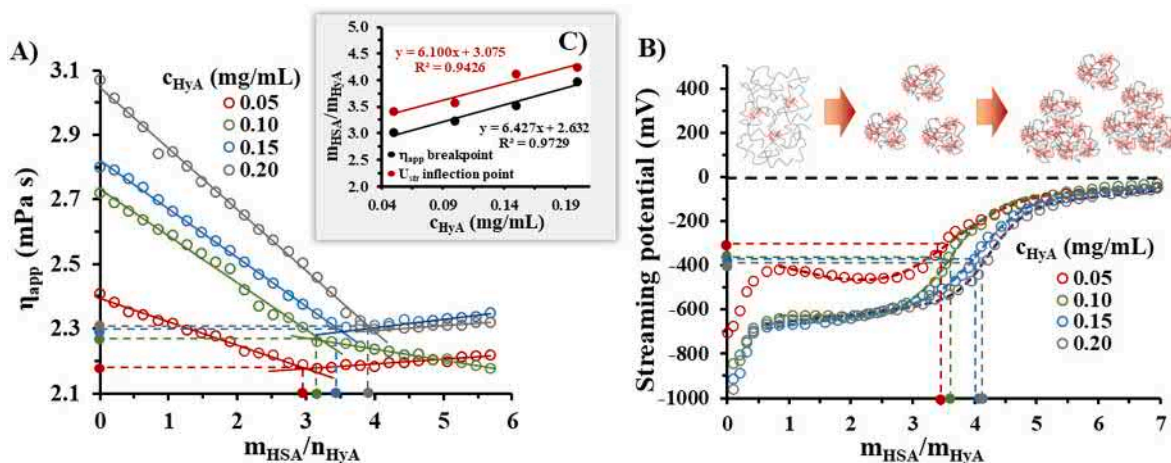 A)
c_HyA
(mg/mL)
0.05
0.10
0.15
0.20
η_app (mPa s)
3.1
2.9
2.7
2.5
2.3
2.1
0 1 2 3 4 5 6
m_HSA/n_HyA
C)
m_HSA/m_HyA
5.0
4.5
4.0
3.5
3.0
2.5
2.0
1.5
1.0
y = 6.100x + 3.075
R² = 0.9426
y = 6.427x + 2.632
R² = 0.9729
η_app breakpoint
U_str inflection point
0.04 0.09 0.14 0.19
c_HyA (mg/mL)
B)
Streaming potential (mV)
400
200
0
-200
-400
-600
-800
-1000
c_HyA (mg/mL)
0.05
0.10
0.15
0.20
0 1 2 3 4 5 6 7
m_HSA/m_HyA